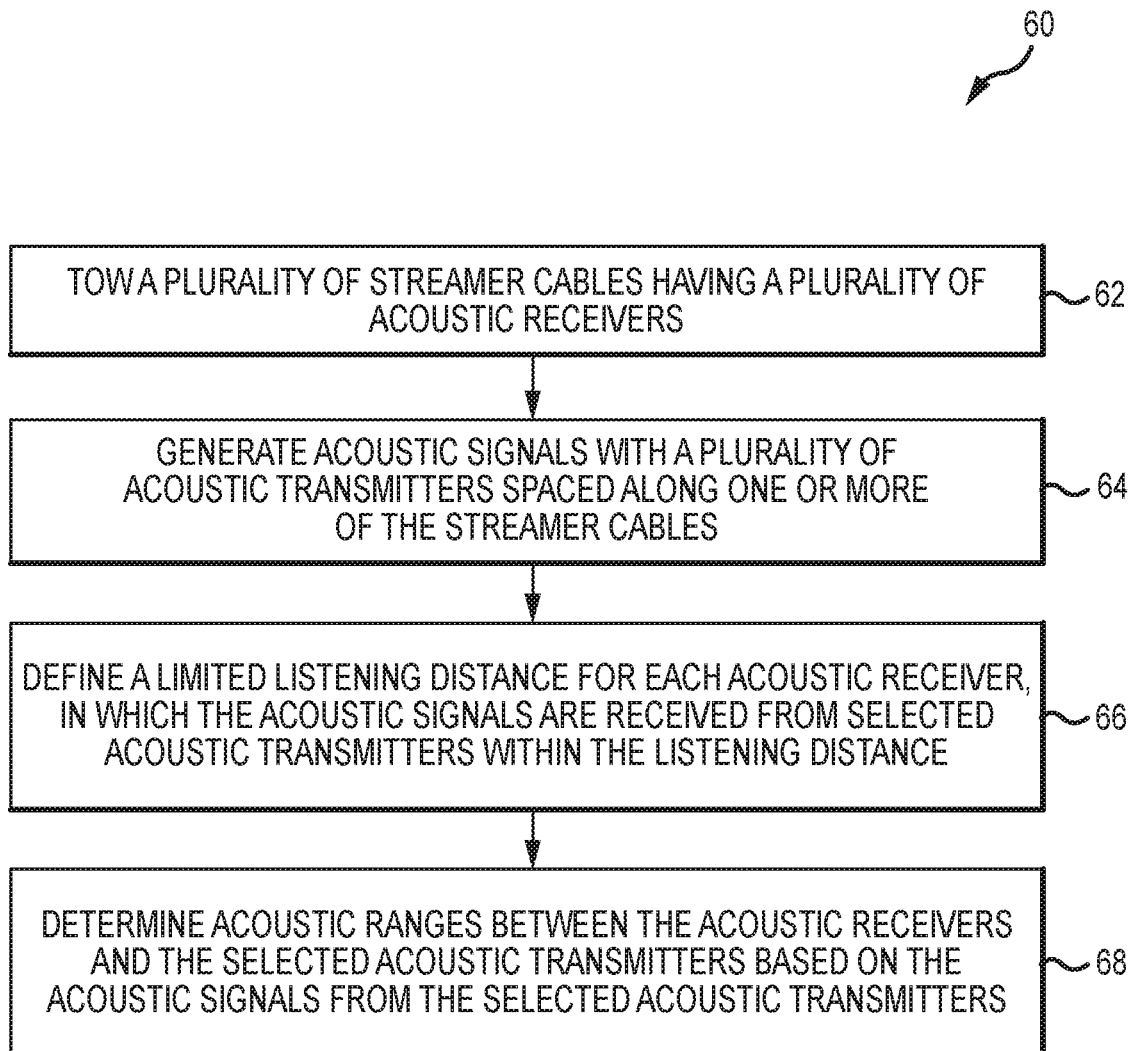 60
TOW A PLURALITY OF STREAMER CABLES HAVING A PLURALITY OF
ACOUSTIC RECEIVERS
62
GENERATE ACOUSTIC SIGNALS WITH A PLURALITY OF
ACOUSTIC TRANSMITTERS SPACED ALONG ONE OR MORE
OF THE STREAMER CABLES
64
DEFINE A LIMITED LISTENING DISTANCE FOR EACH ACOUSTIC RECEIVER,
IN WHICH THE ACOUSTIC SIGNALS ARE RECEIVED FROM SELECTED
ACOUSTIC TRANSMITTERS WITHIN THE LISTENING DISTANCE
66
DETERMINE ACOUSTIC RANGES BETWEEN THE ACOUSTIC RECEIVERS
AND THE SELECTED ACOUSTIC TRANSMITTERS BASED ON THE
ACOUSTIC SIGNALS FROM THE SELECTED ACOUSTIC TRANSMITTERS
68